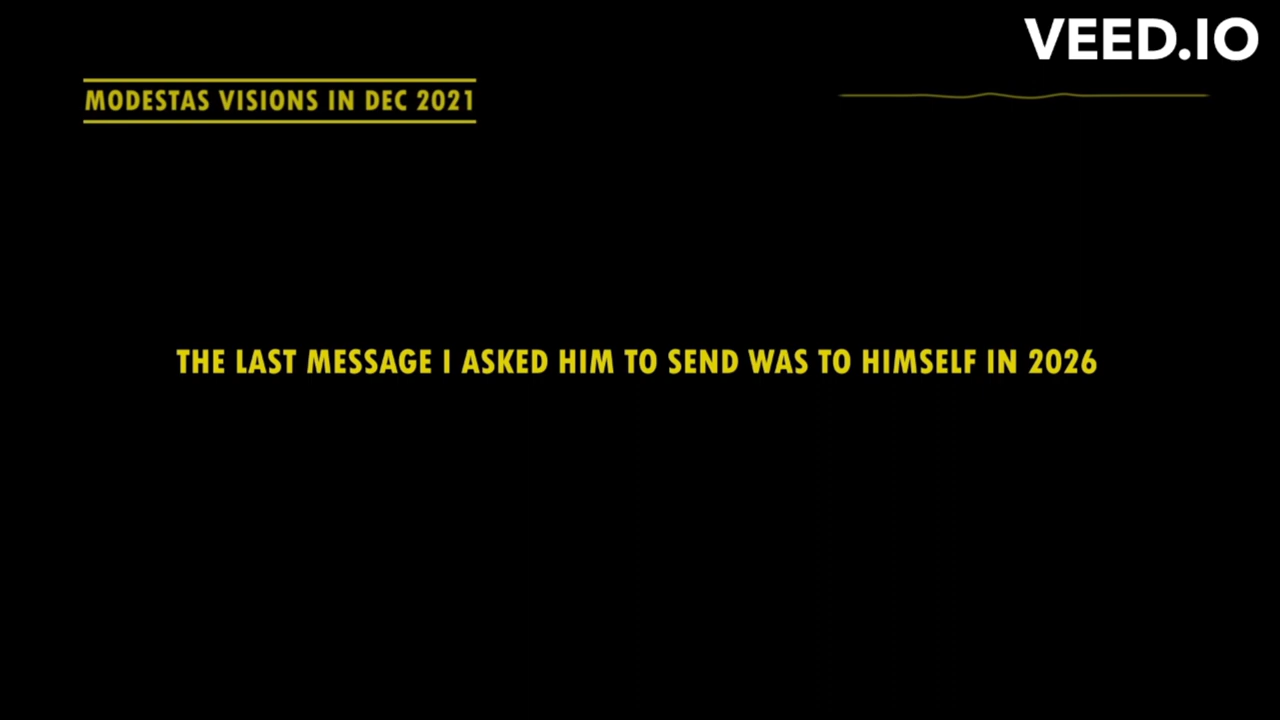 VEED.IO
MODESTAS VISIONS IN DEC 2021
THE LAST MESSAGE I ASKED HIM TO SEND WAS TO HIMSELF IN 2026